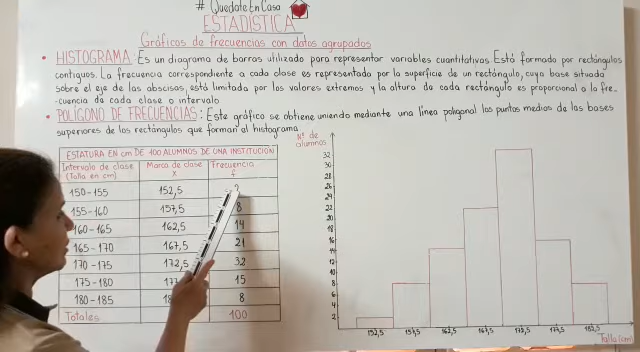 # Quedate En Casa
ESTADÍSTICA
Gráficos de frecuencias con datos agrupados
• HISTOGRAMA: Es un diagrama de barras utilizado para representar variables cuantitativas. Está formado por rectángulos
contiguos. La frecuencia correspondiente a cada clase es representado por la superficie de un rectángulo, cuya base situada
sobre el eje de las abscisas, está limitada por los valores extremos y la altura de cada rectángulo es proporcional a la fre-
cuencia de cada clase o intervalo
• POLÍGONO DE FRECUENCIAS: Este gráfico se obtiene uniendo mediante una línea poligonal los puntos medios de las bases
superiores de los rectángulos que forman al histograma
ESTATURA EN cm DE 100 ALUMNOS DE UNA INSTITUCIÓN
Intervalo de clase (Talla en cm) Marca de clase x Frecuencia f
150-155 152,5 2
155-160 157,5 8
160-165 162,5 14
165-170 167,5 21
170-175 172,5 32
175-180 15
180-185 8
Totales 100
Nº de
alumnos
32
30
28
26
24
22
20
18
16
14
12
10
8
6
4
2
152,5 157,5 162,5 167,5 172,5 177,5 182,5
Talla (cm)